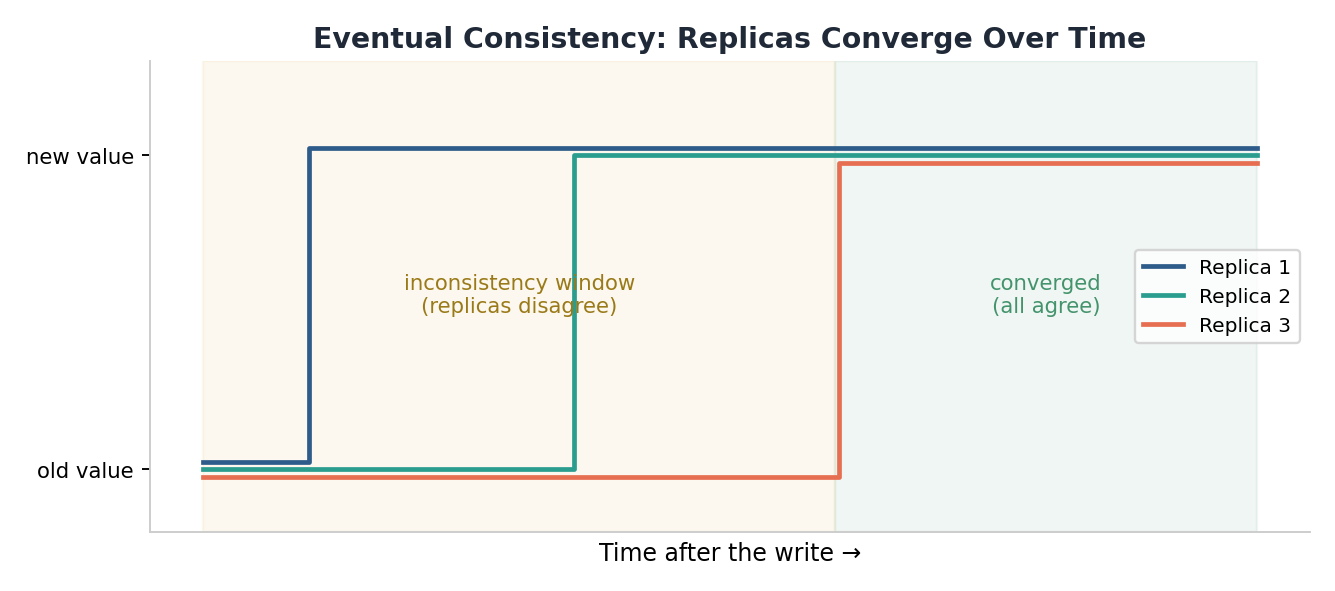 Eventual Consistency: Replicas Converge Over Time
new value
old value
inconsistency window
(replicas disagree)
converged
(all agree)
Replica 1
Replica 2
Replica 3
Time after the write →